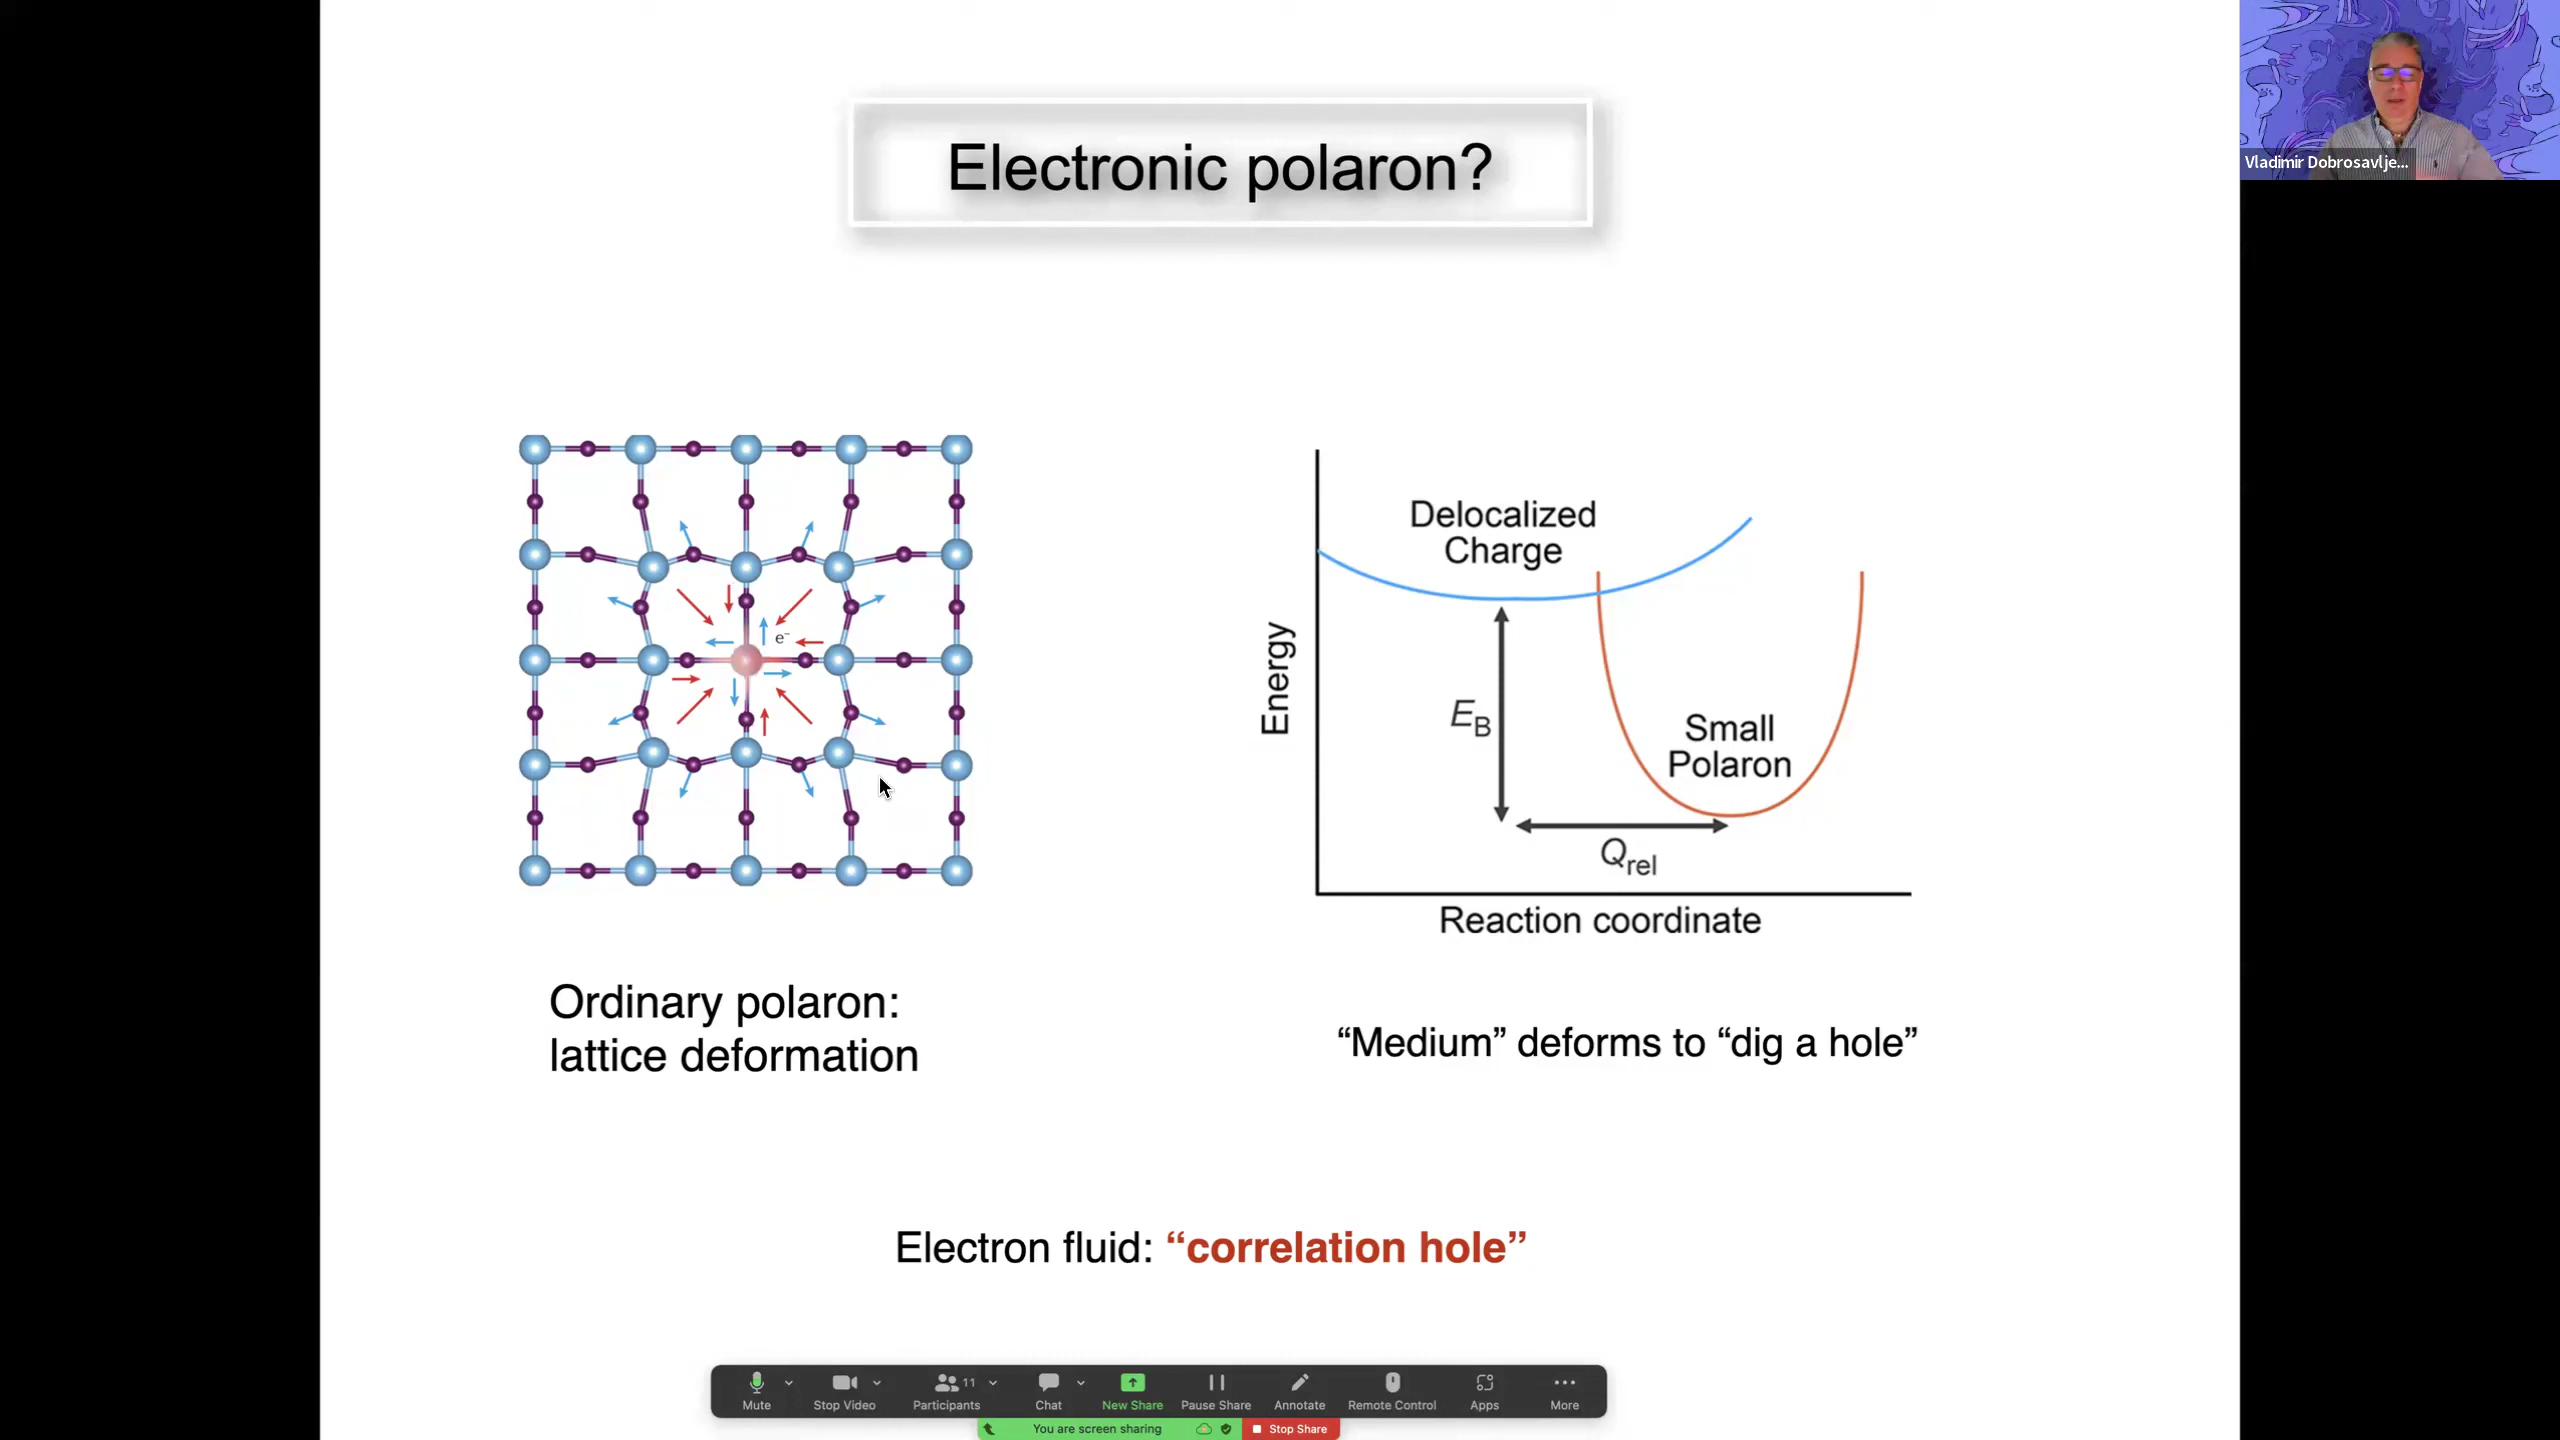 Electronic polaron?
Vladimir Dobrosavlje...
e⁻
Ordinary polaron:
lattice deformation
Delocalized
Charge
Energy
E_B
Small
Polaron
Q_rel
Reaction coordinate
“Medium” deforms to “dig a hole”
Electron fluid: “correlation hole”
Mute
Stop Video
11
Participants
Chat
New Share
Pause Share
Annotate
Remote Control
Apps
More
You are screen sharing
Stop Share